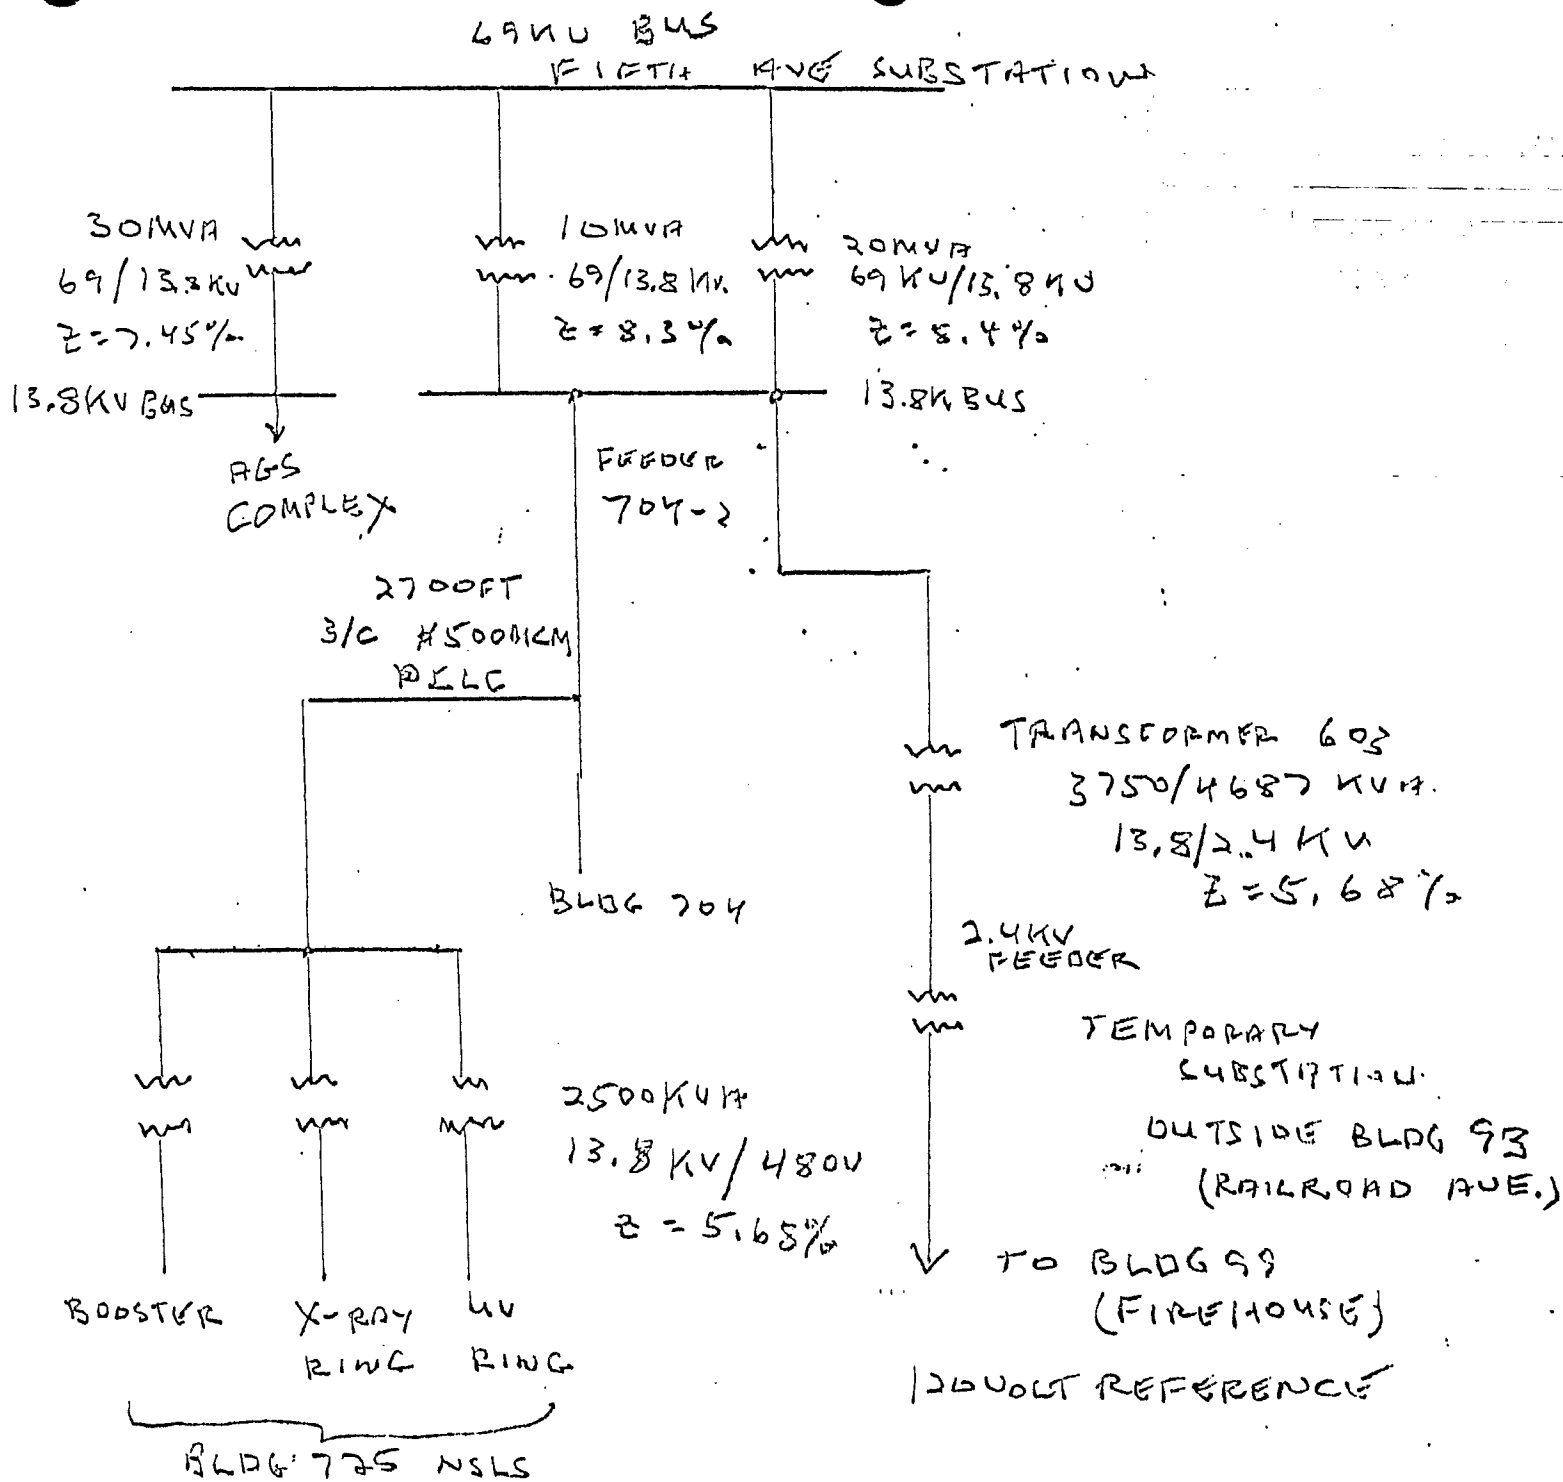 69KV BUS
FIFTH AVE SUBSTATION
30MVA
69/13.8KV
Z=7.45%
10MVA
69/13.8KV.
Z=8.3%
20MVA
69KV/13.8KV
Z=8.4%
13.8KV BUS
13.8K BUS
AGS
COMPLEX
FEEDER
704-2
2700FT
3/C #500MCM
PILC
TRANSFORMER 603
3750/4687 KVA.
13.8/2.4 KV
Z=5.68%
BLDG 704
2.4KV
FEEDER
TEMPORARY
SUBSTATION
OUTSIDE BLDG 93
(RAILROAD AVE.)
2500KVA
13.8KV/480V
Z=5.65%
TO BLDG 99
(FIREHOUSE)
BOOSTER
X-RAY
RING
UV
RING
120VOLT REFERENCE
BLDG 725 NSLS